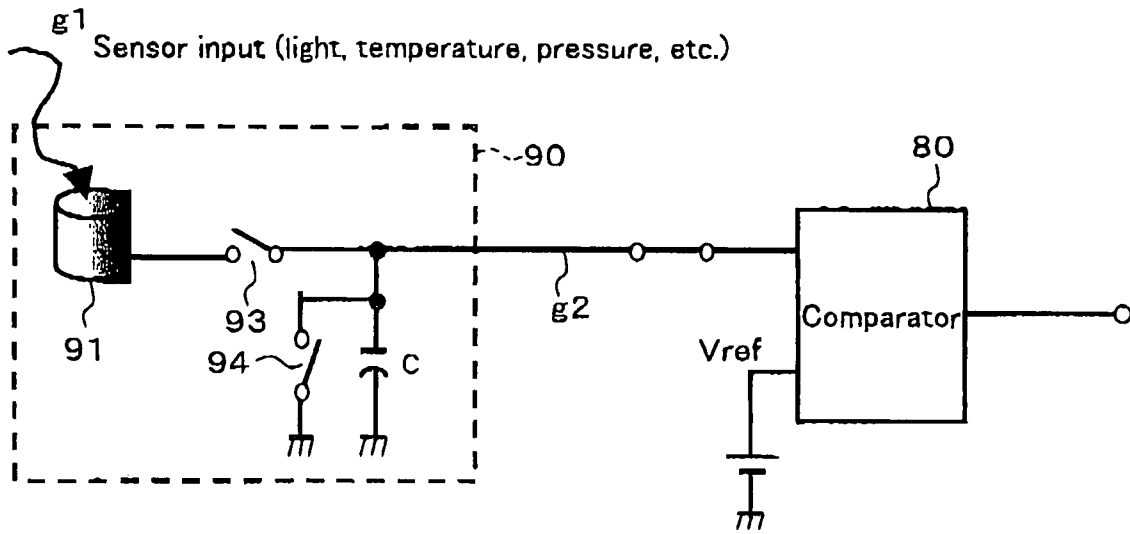 g1
Sensor input (light, temperature, pressure, etc.)
90
80
91
93
94
C
g2
Vref
Comparator